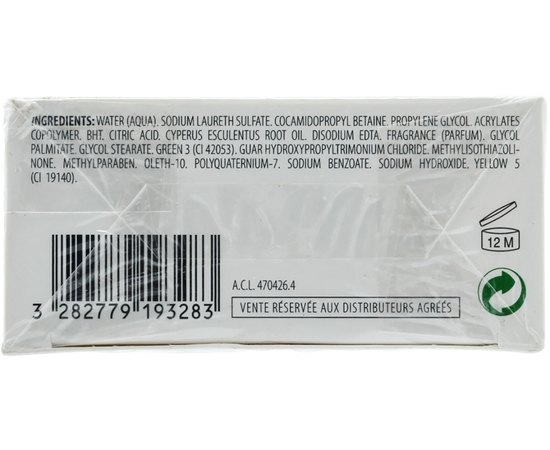 INGREDIENTS: WATER (AQUA). SODIUM LAURETH SULFATE. COCAMIDOPROPYL BETAINE. PROPYLENE GLYCOL. ACRYLATES
COPOLYMER. BHT. CITRIC ACID. CYPERUS ESCULENTUS ROOT OIL. DISODIUM EDTA. FRAGRANCE (PARFUM). GLYCOL
PALMITATE. GLYCOL STEARATE. GREEN 3 (CI 42053). GUAR HYDROXYPROPYLTRIMONIUM CHLORIDE. METHYLISOTHIAZOLI-
NONE. METHYLPARABEN. OLETH-10. POLYQUATERNIUM-7. SODIUM BENZOATE. SODIUM HYDROXIDE, YELLOW 5
(CI 19140).
12 M
A.C.L. 470426.4
VENTE RÉSERVÉE AUX DISTRIBUTEURS AGRÉÉS
3 282779 193283